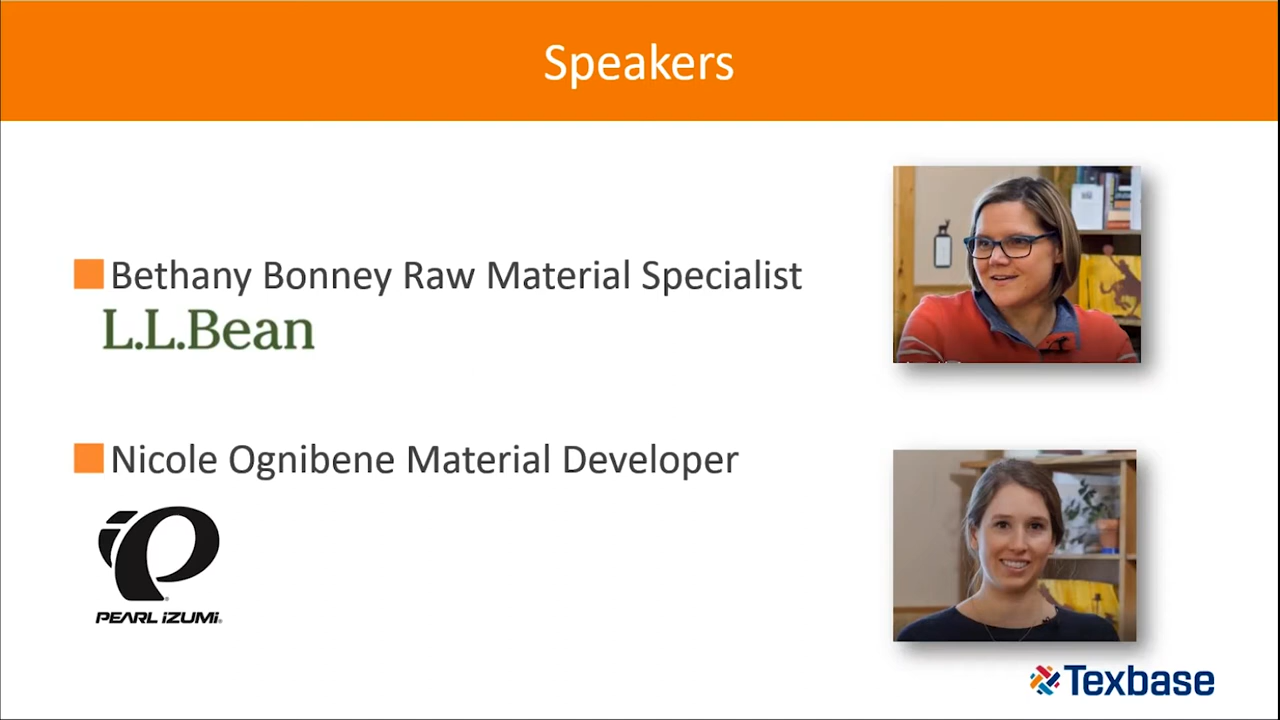 Speakers
Bethany Bonney Raw Material Specialist
L.L.Bean
Nicole Ognibene Material Developer
PEARL iZUMi
Texbase